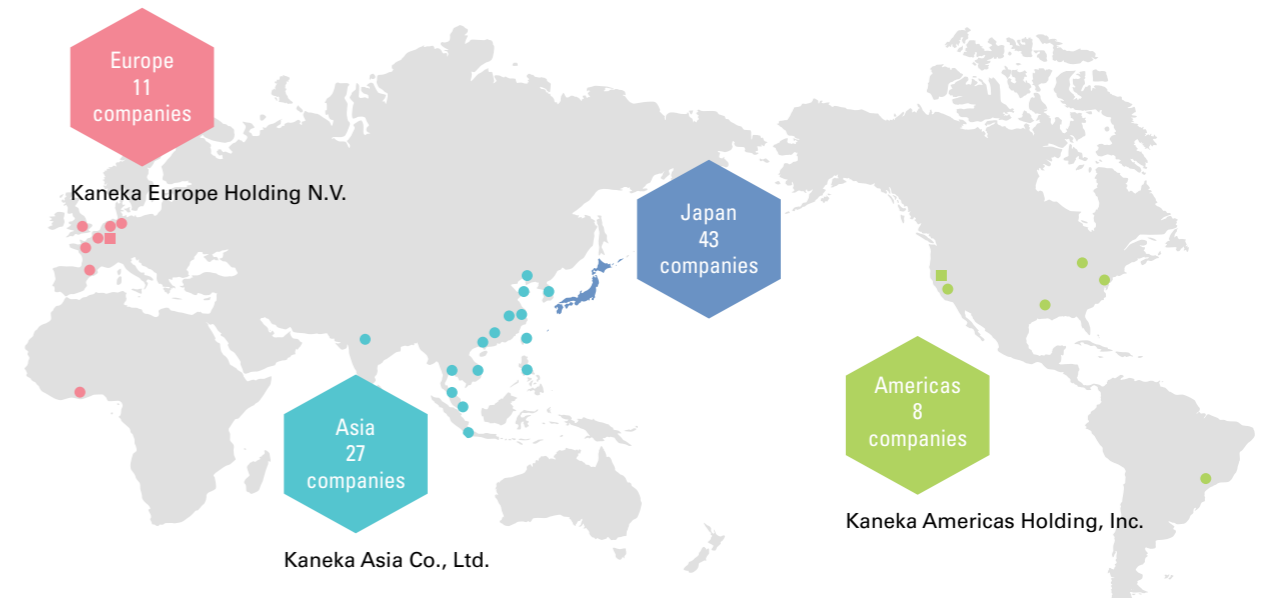 Europe
11
companies
Kaneka Europe Holding N.V.
Japan
43
companies
Asia
27
companies
Kaneka Asia Co., Ltd.
Americas
8
companies
Kaneka Americas Holding, Inc.